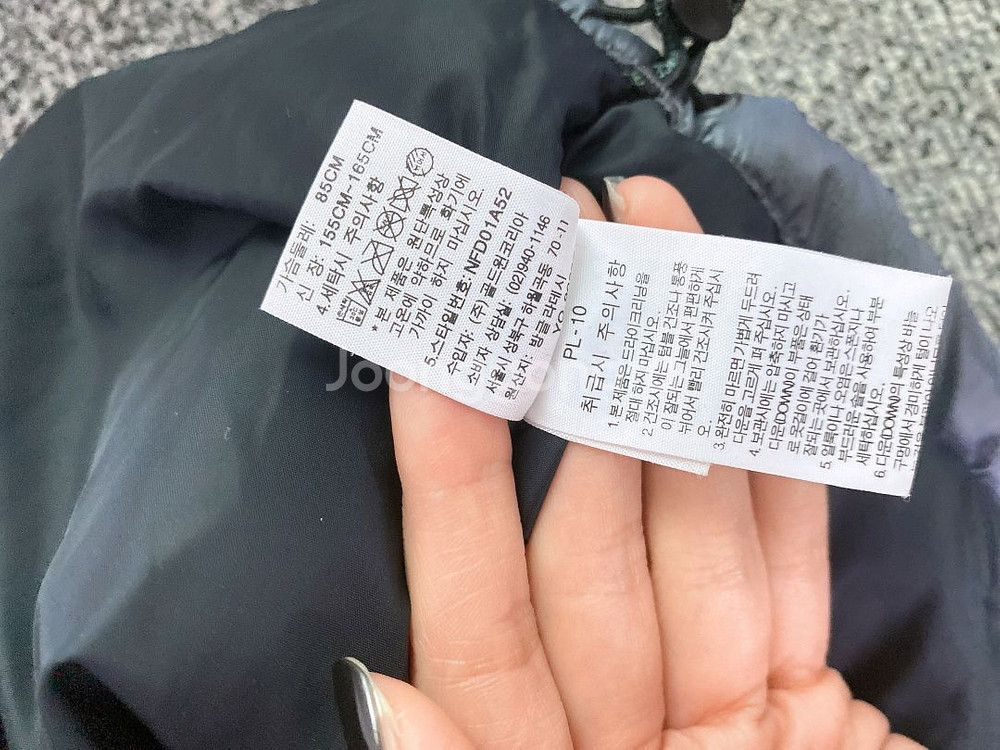 가슴둘레: 85CM
신 장: 155CM-165CM
4.세탁시 주의사항
* 본 제품은 원단특성상
고온에 약하므로 화기에
가까이 하지 마십시오.
5.스타일번호:NFD01A52
수입자: (주)골드윈코리아
소비자 상담실: (02)940-1146
서울시 성북구 하월곡동 70-11
원산지: 방글라데시
PL-10
취급시 주의사항
1. 본 제품은 드라이크리닝을
절대 하지 마십시오.
2. 건조시에는 텀블 건조나 통풍
이 잘되는 그늘에서 편편하게
뉘어서 빨리 건조시켜 주십시
오.
3. 완전히 마르면 가볍게 두드려
다운을 고르게 펴 주십시오.
4. 보관시에는 압축하지 마시고
다운(DOWN)이 부풀은 상태
로 옷걸이에 걸어 환기가
잘되는 곳에서 보관하십시오.
5. 얼룩이나 오염은 스폰지나
부드러운 솔을 사용하여 부분
세탁하십시오.
6. 다운(DOWN)의 특성상 바늘
구멍에서 경미하게 털이 나오